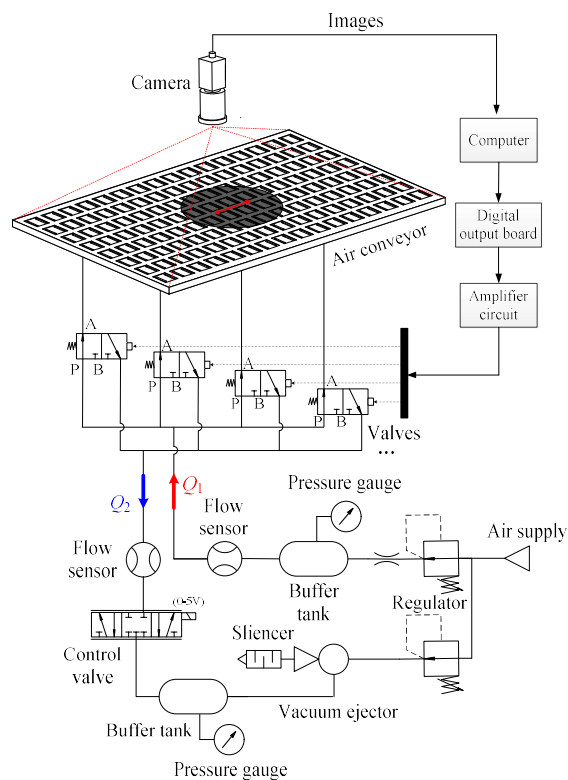 Images
Camera
Computer
Digital
output board
Air conveyor
Amplifier
circuit
A
P
B
A
P
B
A
P
B
A
P
B
Valves
...
Q2
Q1
Pressure gauge
Flow
sensor
Air supply
Flow
sensor
Buffer
tank
Regulator
(0-5V)
Sliencer
Control
valve
Vacuum ejector
Buffer tank
Pressure gauge